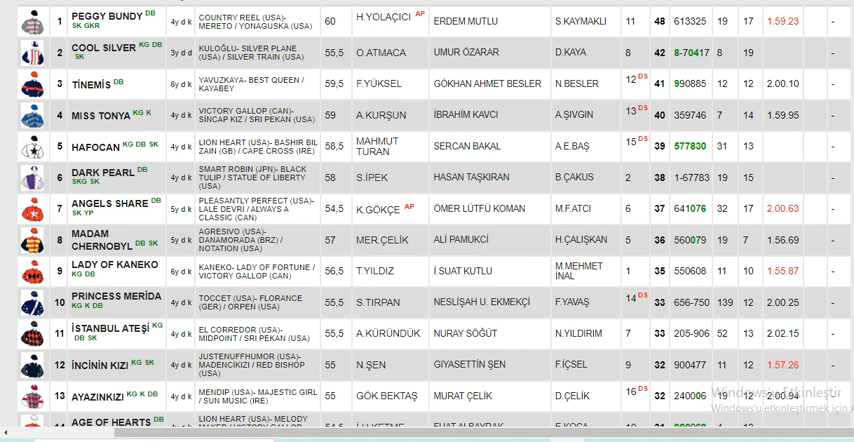 1 PEGGY BUNDY DB SK GKR 4y d k COUNTRY REEL (USA)- MERETO / YONAGUSKA (USA) 60 H.YOLAÇICI AP ERDEM MUTLU S.KAYMAKLI 11 48 613325 19 17 1.59.23 -
2 COOL SILVER KG DB SK 3y d d KULOĞLU- SILVER PLANE (USA) / SILVER TRAIN (USA) 55,5 O.ATMACA UMUR ÖZARAR D.KAYA 8 42 8-70417 8 19 -
3 TİNEMİS DB 6y d k YAVUZKAYA- BEST QUEEN / KAYABEY 59,5 F.YÜKSEL GÖKHAN AHMET BESLER N.BESLER 12 DS 41 990885 12 12 2.00.10 -
4 MISS TONYA KG K 4y d k VICTORY GALLOP (CAN)- SİNCAP KIZ / SRI PEKAN (USA) 59 A.KURŞUN İBRAHİM KAVCI A.ŞIVGIN 13 DS 40 359746 7 14 1.59.95 -
5 HAFOCAN KG DB SK 4y d k LION HEART (USA)- BASHIR BIL ZAIN (GB) / CAPE CROSS (IRE) 58,5 MAHMUT TURAN SERCAN BAKAL A.E.BAŞ 15 DS 39 577830 31 13 -
6 DARK PEARL DB SKG SK 4y d k SMART ROBIN (JPN)- BLACK TULIP / STATUE OF LIBERTY (USA) 58 S.İPEK HASAN TAŞKIRAN B.ÇAKUS 2 38 1-67783 19 15 -
7 ANGELS SHARE DB SK YP 5y d k PLEASANTLY PERFECT (USA)- LALE DEVRİ / ALWAYS A CLASSIC (CAN) 54,5 K.GÖKÇE AP ÖMER LÜTFÜ KOMAN M.F.ATCI 6 37 641076 32 17 2.00.63 -
8 MADAM CHERNOBYL DB SK 5y d k AGRESIVO (USA)- DANAMORADA (BRZ) / NOTATION (USA) 57 MER.ÇELİK ALİ PAMUKCİ H.ÇALIŞKAN 5 36 560079 19 7 1.56.69 -
9 LADY OF KANEKO KG DB 6y d k KANEKO- LADY OF FORTUNE / VICTORY GALLOP (CAN) 56,5 T.YILDIZ İ.SUAT KUTLU M.MEHMET İNAL 1 35 550608 11 10 1.55.87 -
10 PRINCESS MERİDA KG K DB 4y d k TOCCET (USA)- FLORANCE (GER) / ORPEN (USA) 55,5 S.TIRPAN NESLİŞAH U. EKMEKÇİ F.YAVAŞ 14 DS 33 656-750 139 12 2.00.25 -
11 İSTANBUL ATEŞİ KG DB SK 4y d k EL CORREDOR (USA)- MIDPOINT / SRI PEKAN (USA) 55,5 A.KÜRÜNDÜK NURAY SÖĞÜT N.YILDIRIM 7 33 205-906 52 13 2.02.15 -
12 İNCİNİN KIZI KG SK 4y d k JUSTENUFFHUMOR (USA)- MADENCİKIZI / RED BISHOP (USA) 55 N.ŞEN GIYASETTİN ŞEN F.İÇSEL 9 32 900477 11 12 1.57.26 -
13 AYAZINKIZI KG K DB 4y d k MENDIP (USA)- MAJESTIC GIRL / SUN MUSIC (IRE) 55 GÖK.BEKTAŞ MURAT ÇELİK D.ÇELİK 16 DS 32 240006 19 12 2.00.94 -
Windows'u Etkinleştir
Windows'u etkinleştirmek için
AGE OF HEARTS DB LION HEART (USA)- MELODY